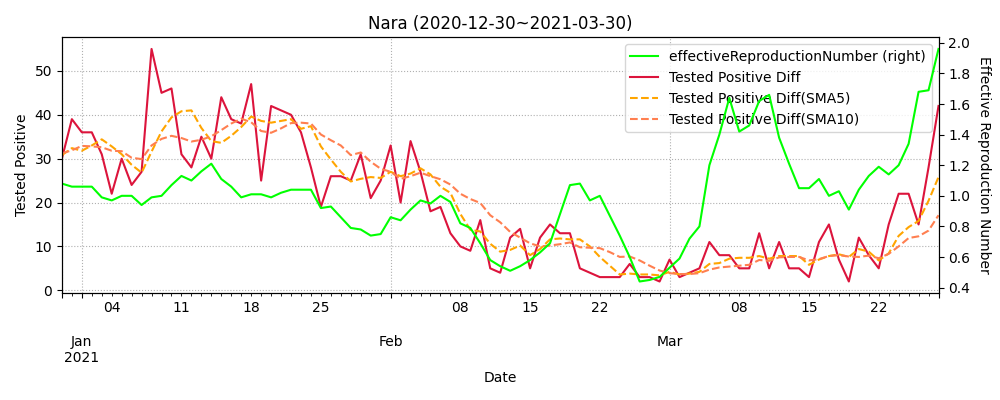 Nara (2020-12-30~2021-03-30)
effectiveReproductionNumber (right)
Tested Positive Diff
Tested Positive Diff(SMA5)
Tested Positive Diff(SMA10)
Tested Positive
50
40
30
20
10
0
2.0
1.8
1.6
1.4
1.2
1.0
0.8
0.6
0.4
Effective Reproduction Number
04 11 18 25 08 15 22 08 15 22
Jan Feb Mar
2021
Date